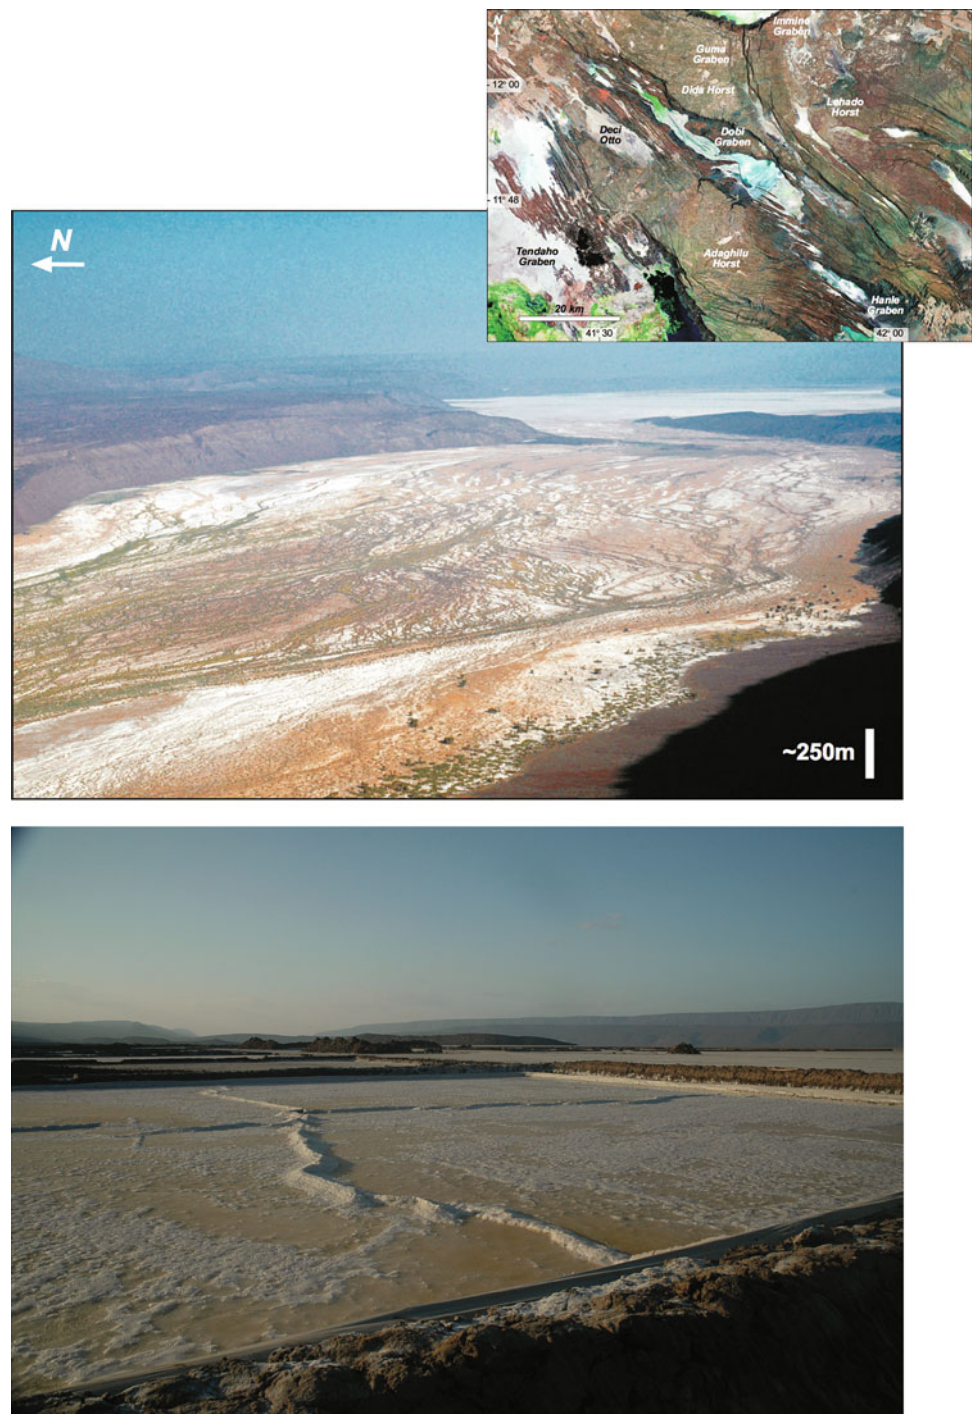 N
Immino
Graben
Guma
Graben
- 12° 00
Dida Horst
Lehado
Horst
Deci
Otto
Dobi
Graben
- 11° 48
Tendaho
Graben
Adaghilu
Horst
Hanle
Graben
20 km
41° 30
42° 00
N
~250m